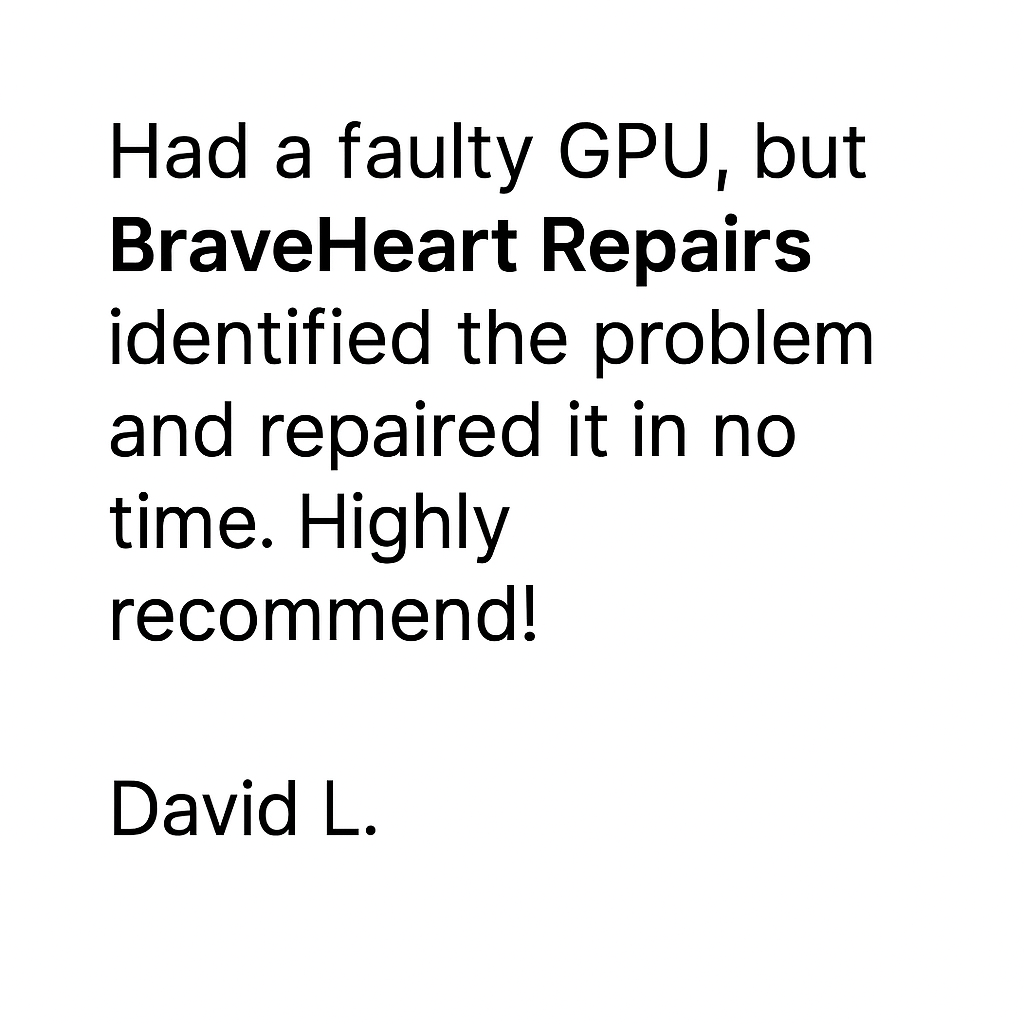 Had a faulty GPU, but
BraveHeart Repairs
identified the problem
and repaired it in no
time. Highly
recommend!
David L.